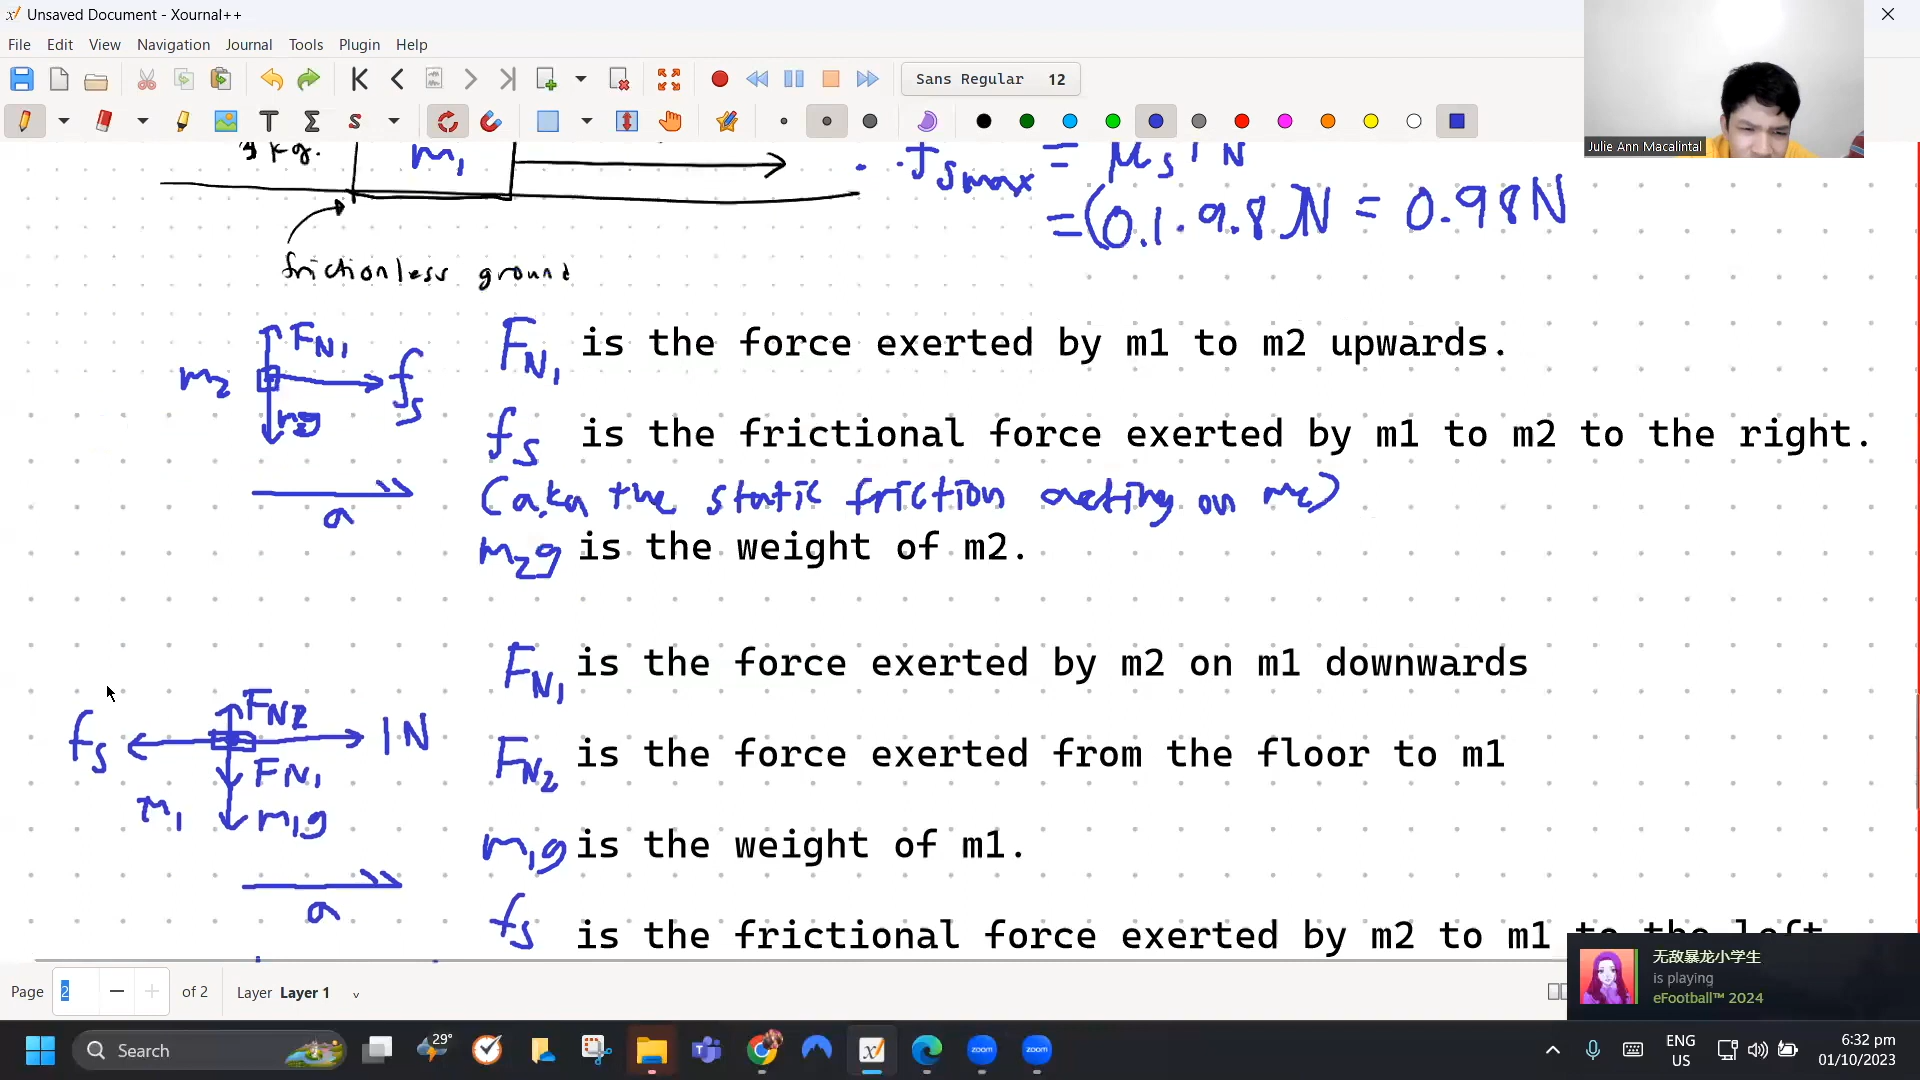 Unsaved Document - Xournal++
File Edit View Navigation Journal Tools Plugin Help
Sans Regular 12
Julie Ann Macalintal
kg.
m1
fsmax = μs FN
= (0.1 · 9.8)N = 0.98N
frictionless ground
FN1
m2
fs
m2g
a
FN1 is the force exerted by m1 to m2 upwards.
fs is the frictional force exerted by m1 to m2 to the right.
(aka the static friction acting on m2)
m2g is the weight of m2.
FN1 is the force exerted by m2 on m1 downwards
fs
FN2
1N
FN1
m1
m1g
a
FN2 is the force exerted from the floor to m1
m1g is the weight of m1.
fs is the frictional force exerted by m2 to m1 to the left
无敌暴龙小学生
is playing
eFootball™ 2024
Page 2 of 2 Layer Layer 1
Search
29°
zoom
zoom
ENG
US
6:32 pm
01/10/2023